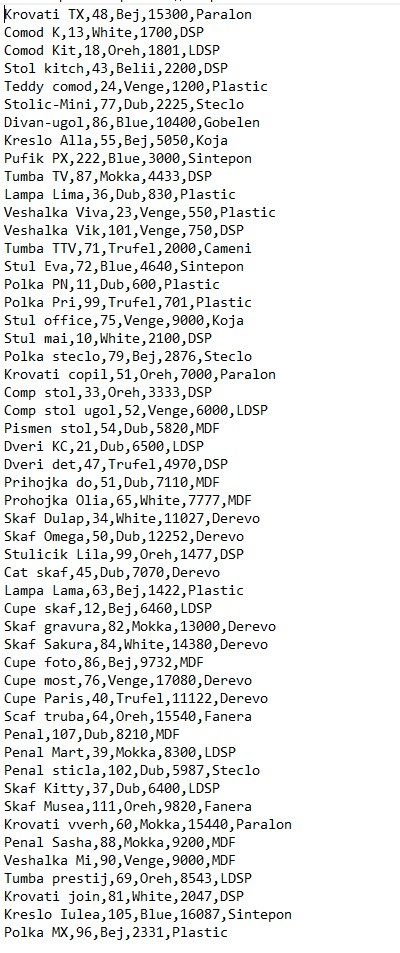 Krovati TX,48,Bej,15300,Paralon
Comod K,13,White,1700,DSP
Comod Kit,18,Oreh,1801,LDSP
Stol kitch,43,Belii,2200,DSP
Teddy comod,24,Venge,1200,Plastic
Stolic-Mini,77,Dub,2225,Steclo
Divan-ugol,86,Blue,10400,Gobelen
Kreslo Alla,55,Bej,5050,Koja
Pufik PX,222,Blue,3000,Sintepon
Tumba TV,87,Mokka,4433,DSP
Lampa Lima,36,Dub,830,Plastic
Veshalka Viva,23,Venge,550,Plastic
Veshalka Vik,101,Venge,750,DSP
Tumba TTV,71,Trufel,2000,Cameni
Stul Eva,72,Blue,4640,Sintepon
Polka PN,11,Dub,600,Plastic
Polka Pri,99,Trufel,701,Plastic
Stul office,75,Venge,9000,Koja
Stul mai,10,White,2100,DSP
Polka steclo,79,Bej,2876,Steclo
Krovati copil,51,Oreh,7000,Paralon
Comp stol,33,Oreh,3333,DSP
Comp stol ugol,52,Venge,6000,LDSP
Pismen stol,54,Dub,5820,MDF
Dveri KC,21,Dub,6500,LDSP
Dveri det,47,Trufel,4970,DSP
Prihojka do,51,Dub,7110,MDF
Prohojka Olia,65,White,7777,MDF
Skaf Dulap,34,White,11027,Derevo
Skaf Omega,50,Dub,12252,Derevo
Stulicik Lila,99,Oreh,1477,DSP
Cat skaf,45,Dub,7070,Derevo
Lampa Lama,63,Bej,1422,Plastic
Cupe skaf,12,Bej,6460,LDSP
Skaf gravura,82,Mokka,13000,Derevo
Skaf Sakura,84,White,14380,Derevo
Cupe foto,86,Bej,9732,MDF
Cupe most,76,Venge,17080,Derevo
Cupe Paris,40,Trufel,11122,Derevo
Scaf truba,64,Oreh,15540,Fanera
Penal,107,Dub,8210,MDF
Penal Mart,39,Mokka,8300,LDSP
Penal sticla,102,Dub,5987,Steclo
Skaf Kitty,37,Dub,6400,LDSP
Skaf Musea,111,Oreh,9820,Fanera
Krovati vverh,60,Mokka,15440,Paralon
Penal Sasha,88,Mokka,9200,MDF
Veshalka Mi,90,Venge,9000,MDF
Tumba prestij,69,Oreh,8543,LDSP
Krovati join,81,White,2047,DSP
Kreslo Iulea,105,Blue,16087,Sintepon
Polka MX,96,Bej,2331,Plastic